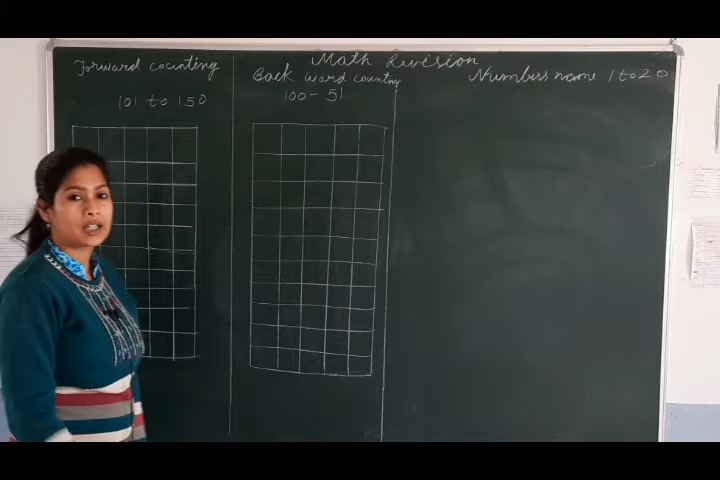 Math Revision
Forward counting
101 to 150
Back ward counting
100 - 51
Numbers name 1 to 20